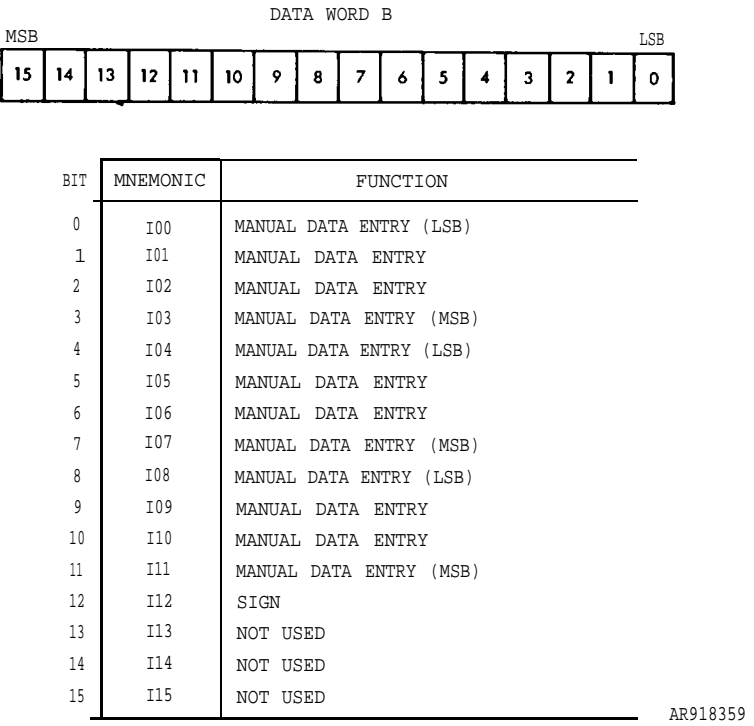 DATA WORD B
MSB LSB
15 14 13 12 11 10 9 8 7 6 5 4 3 2 1 0
BIT MNEMONIC FUNCTION
0 I00 MANUAL DATA ENTRY (LSB)
1 I01 MANUAL DATA ENTRY
2 I02 MANUAL DATA ENTRY
3 I03 MANUAL DATA ENTRY (MSB)
4 I04 MANUAL DATA ENTRY (LSB)
5 I05 MANUAL DATA ENTRY
6 I06 MANUAL DATA ENTRY
7 I07 MANUAL DATA ENTRY (MSB)
8 I08 MANUAL DATA ENTRY (LSB)
9 I09 MANUAL DATA ENTRY
10 I10 MANUAL DATA ENTRY
11 I11 MANUAL DATA ENTRY (MSB)
12 I12 SIGN
13 I13 NOT USED
14 I14 NOT USED
15 I15 NOT USED
AR918359